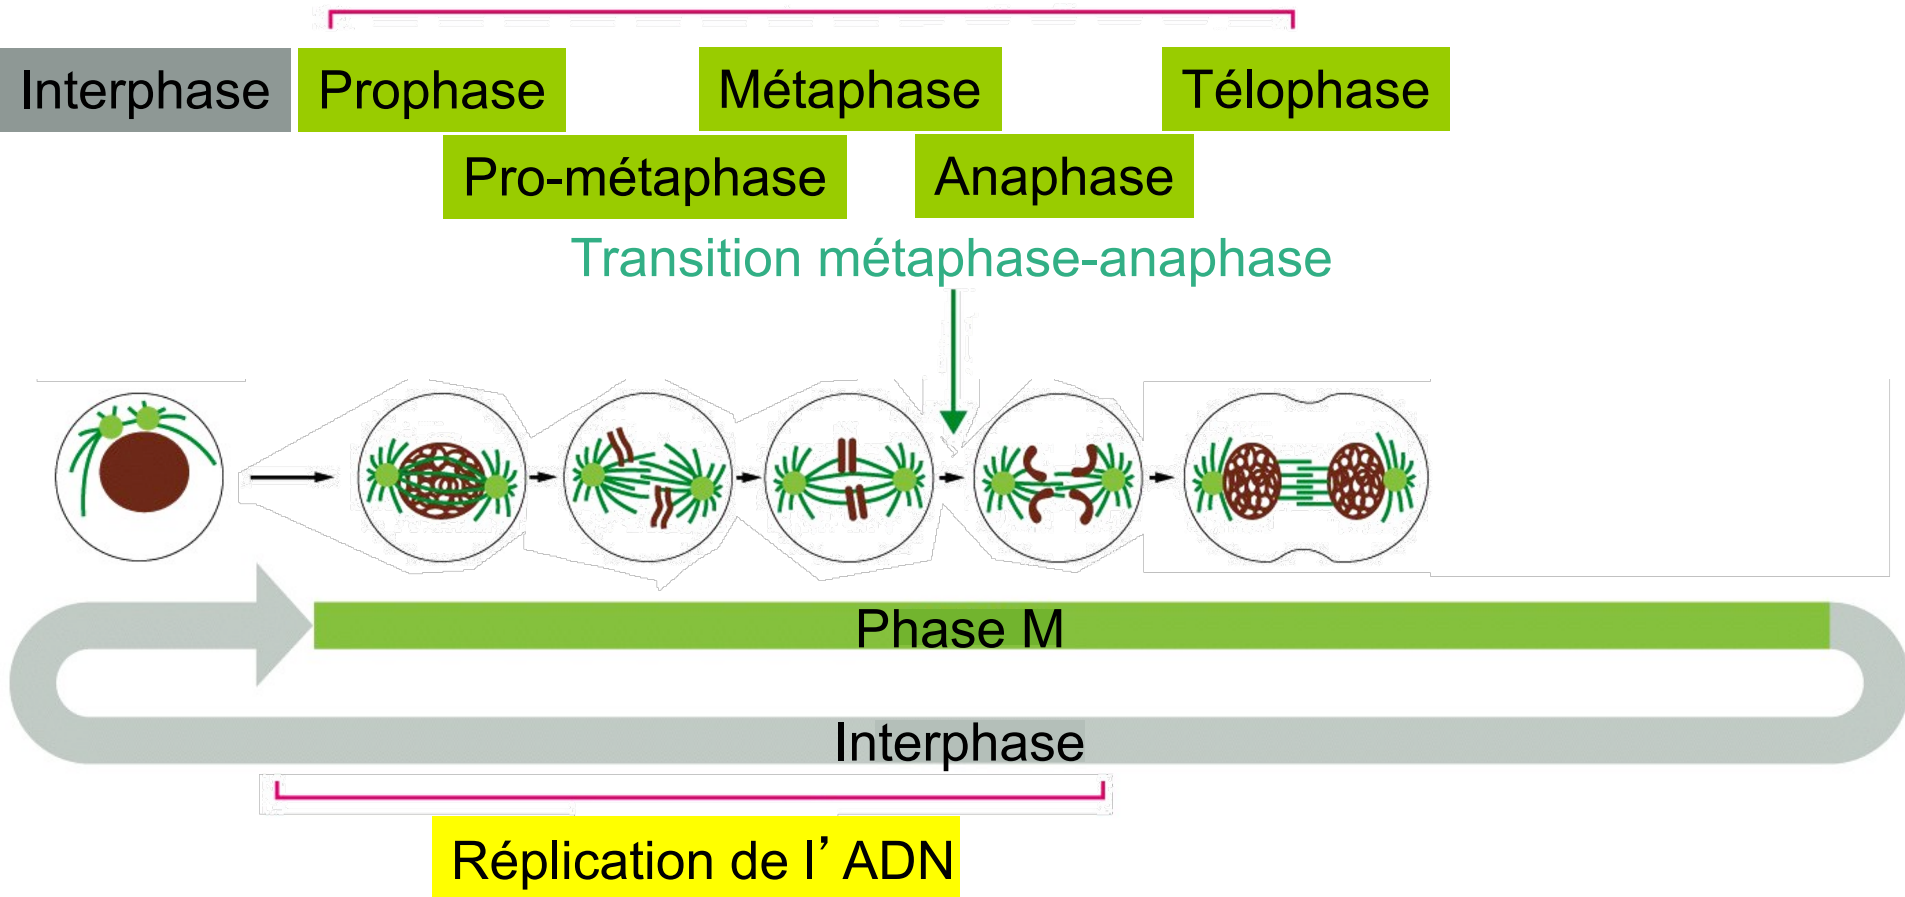 Interphase
Prophase
Métaphase
Télophase
Pro-métaphase
Anaphase
Transition métaphase-anaphase
Phase M
Interphase
Réplication de l’ADN